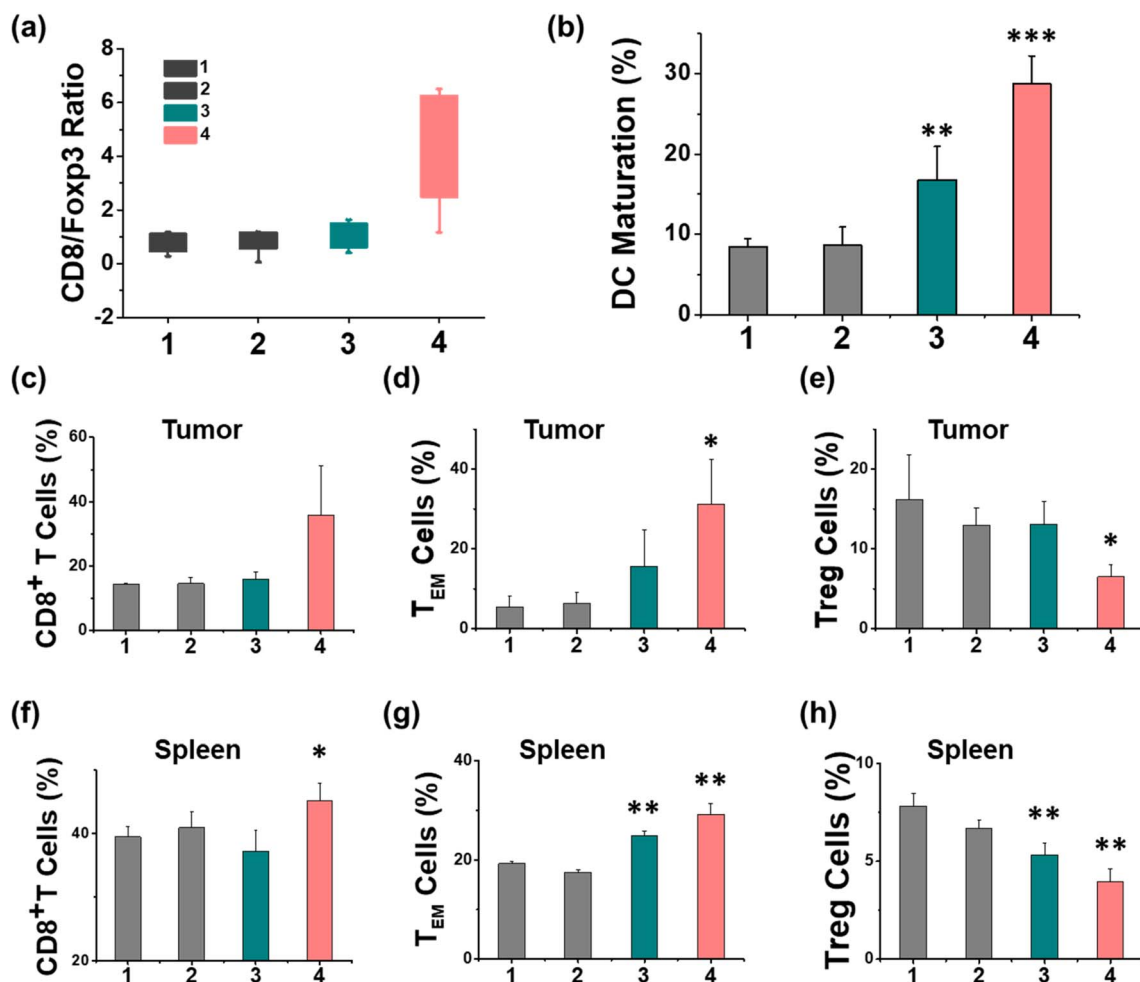 (a)
CD8/Foxp3 Ratio
8
6
4
2
0
-2
1
2
3
4
1 2 3 4
(b)
DC Maturation (%)
30
20
10
0
** ***
1 2 3 4
(c)
Tumor
CD8+ T Cells (%)
60
40
20
0
1 2 3 4
(d)
Tumor
TEM Cells (%)
40
20
0
*
1 2 3 4
(e)
Tumor
Treg Cells (%)
20
10
0
*
1 2 3 4
(f)
Spleen
CD8+T Cells (%)
40
20
*
1 2 3 4
(g)
Spleen
TEM Cells (%)
40
20
0
** **
1 2 3 4
(h)
Spleen
Treg Cells (%)
10
5
0
** **
1 2 3 4